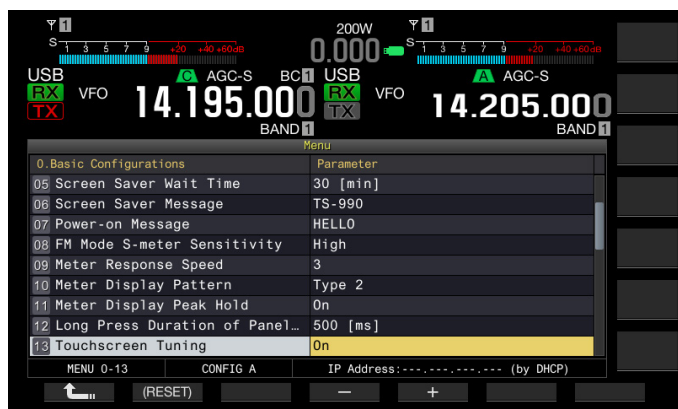 1 200W 1
S 1 3 5 7 9 +20 +40 +60dB 0.000 S 1 3 5 7 9 +20 +40 +60dB
USB C AGC-S BC 1 USB A AGC-S
RX VFO 14.195.000 RX VFO 14.205.000
TX TX
BAND 1 BAND 1
Menu
0.Basic Configurations Parameter
05 Screen Saver Wait Time 30 [min]
06 Screen Saver Message TS-990
07 Power-on Message HELLO
08 FM Mode S-meter Sensitivity High
09 Meter Response Speed 3
10 Meter Display Pattern Type 2
11 Meter Display Peak Hold On
12 Long Press Duration of Panel… 500 [ms]
13 Touchscreen Tuning On
MENU 0-13 CONFIG A IP Address:---.---.---.--- (by DHCP)
(RESET) − +